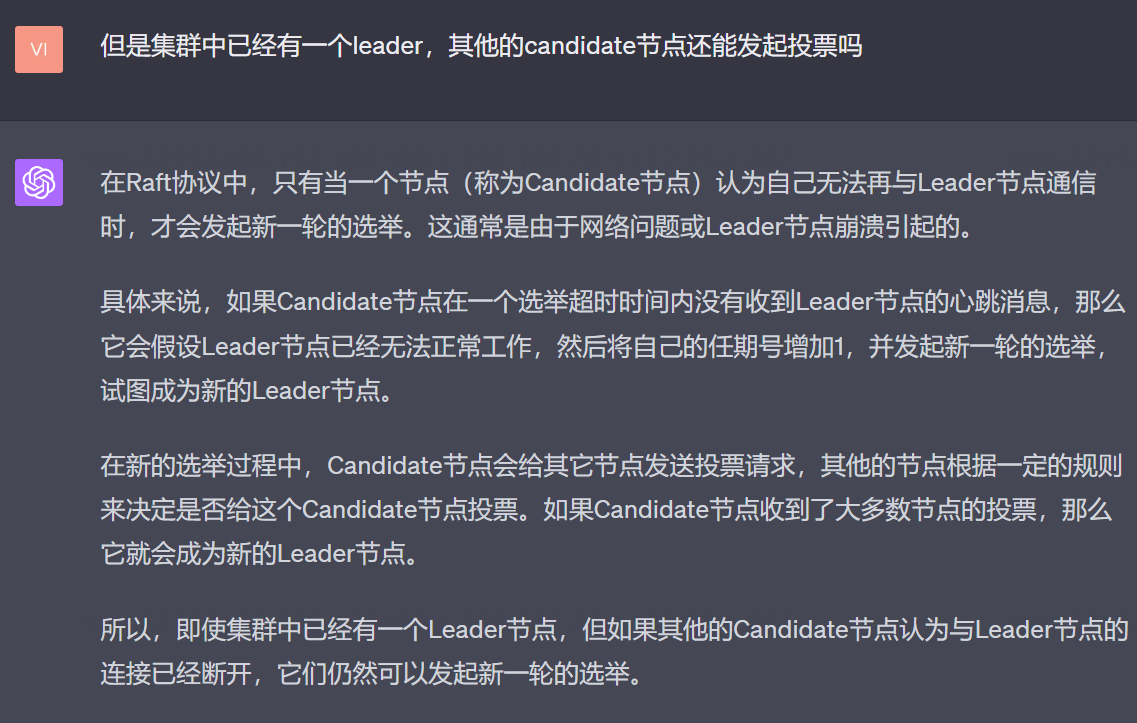 VI
但是集群中已经有一个leader，其他的candidate节点还能发起投票吗
在Raft协议中，只有当一个节点（称为Candidate节点）认为自己无法再与Leader节点通信
时，才会发起新一轮的选举。这通常是由于网络问题或Leader节点崩溃引起的。
具体来说，如果Candidate节点在一个选举超时时间内没有收到Leader节点的心跳消息，那么
它会假设Leader节点已经无法正常工作，然后将自己的任期号增加1，并发起新一轮的选举，
试图成为新的Leader节点。
在新的选举过程中，Candidate节点会给其它节点发送投票请求，其他的节点根据一定的规则
来决定是否给这个Candidate节点投票。如果Candidate节点收到了大多数节点的投票，那么
它就会成为新的Leader节点。
所以，即使集群中已经有一个Leader节点，但如果其他的Candidate节点认为与Leader节点的
连接已经断开，它们仍然可以发起新一轮的选举。